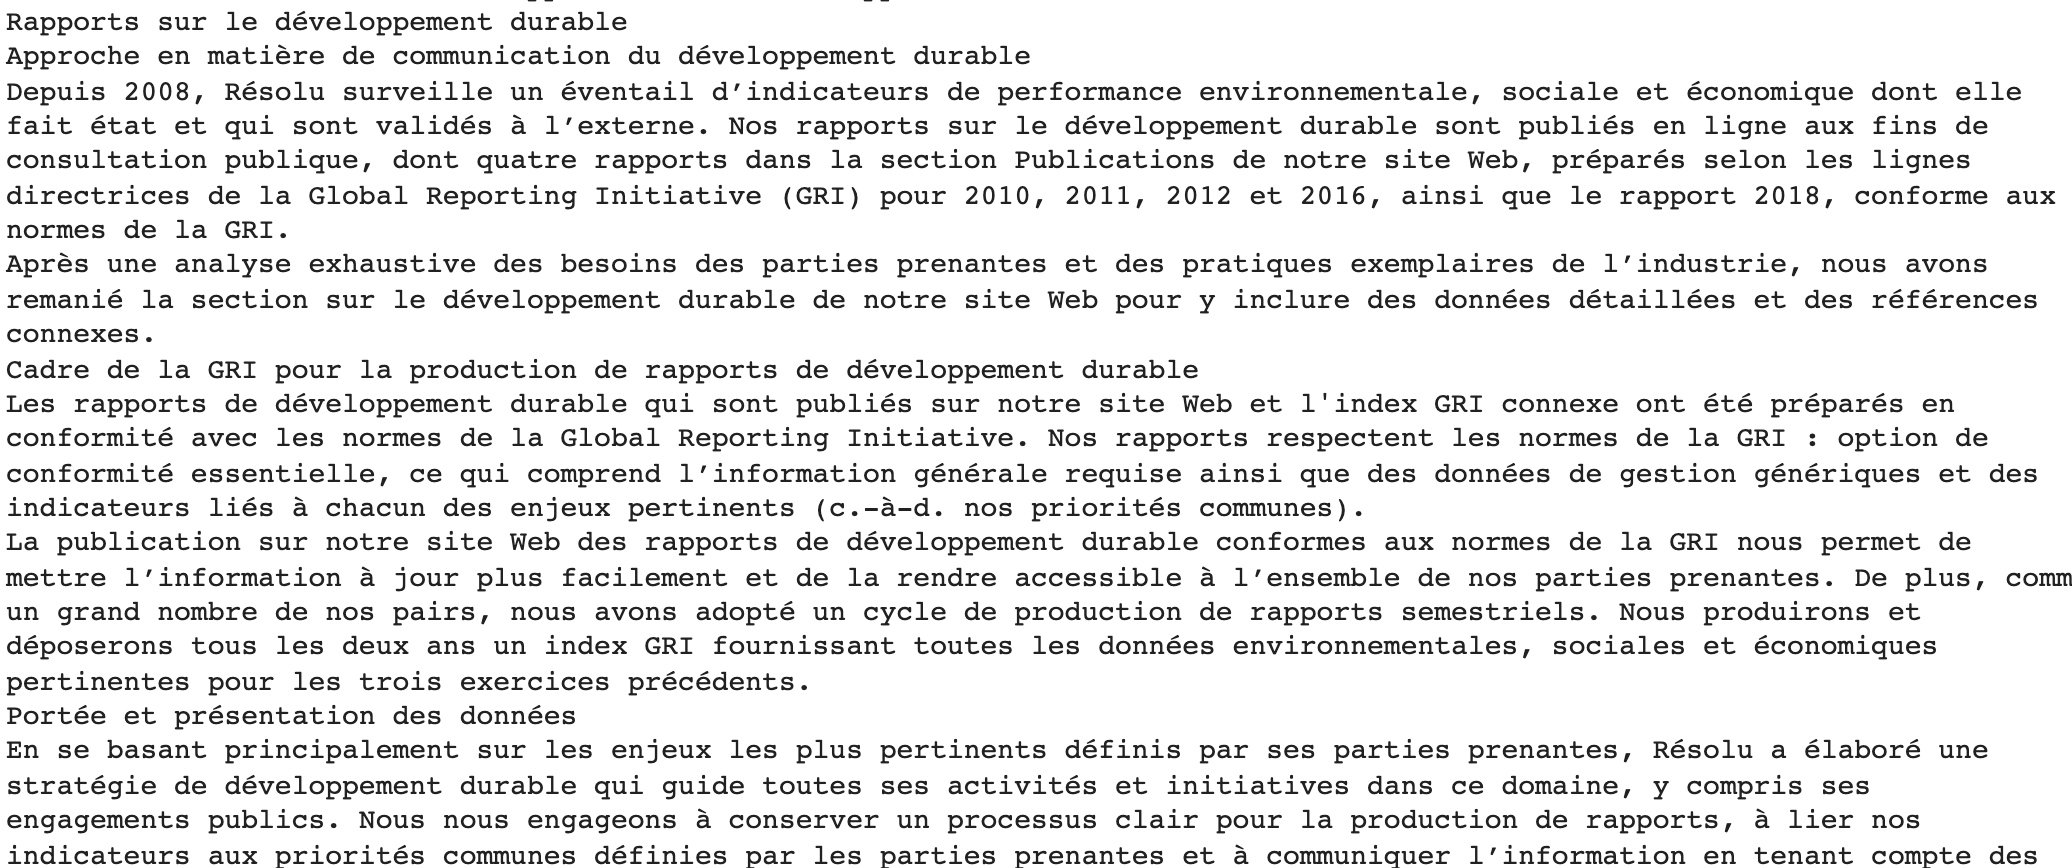 Rapports sur le développement durable
Approche en matière de communication du développement durable
Depuis 2008, Résolu surveille un éventail d’indicateurs de performance environnementale, sociale et économique dont elle
fait état et qui sont validés à l’externe. Nos rapports sur le développement durable sont publiés en ligne aux fins de
consultation publique, dont quatre rapports dans la section Publications de notre site Web, préparés selon les lignes
directrices de la Global Reporting Initiative (GRI) pour 2010, 2011, 2012 et 2016, ainsi que le rapport 2018, conforme aux
normes de la GRI.
Après une analyse exhaustive des besoins des parties prenantes et des pratiques exemplaires de l’industrie, nous avons
remanié la section sur le développement durable de notre site Web pour y inclure des données détaillées et des références
connexes.
Cadre de la GRI pour la production de rapports de développement durable
Les rapports de développement durable qui sont publiés sur notre site Web et l'index GRI connexe ont été préparés en
conformité avec les normes de la Global Reporting Initiative. Nos rapports respectent les normes de la GRI : option de
conformité essentielle, ce qui comprend l’information générale requise ainsi que des données de gestion génériques et des
indicateurs liés à chacun des enjeux pertinents (c.-à-d. nos priorités communes).
La publication sur notre site Web des rapports de développement durable conformes aux normes de la GRI nous permet de
mettre l’information à jour plus facilement et de la rendre accessible à l’ensemble de nos parties prenantes. De plus, comm
un grand nombre de nos pairs, nous avons adopté un cycle de production de rapports semestriels. Nous produirons et
déposerons tous les deux ans un index GRI fournissant toutes les données environnementales, sociales et économiques
pertinentes pour les trois exercices précédents.
Portée et présentation des données
En se basant principalement sur les enjeux les plus pertinents définis par ses parties prenantes, Résolu a élaboré une
stratégie de développement durable qui guide toutes ses activités et initiatives dans ce domaine, y compris ses
engagements publics. Nous nous engageons à conserver un processus clair pour la production de rapports, à lier nos
indicateurs aux priorités communes définies par les parties prenantes et à communiquer l’information en tenant compte des